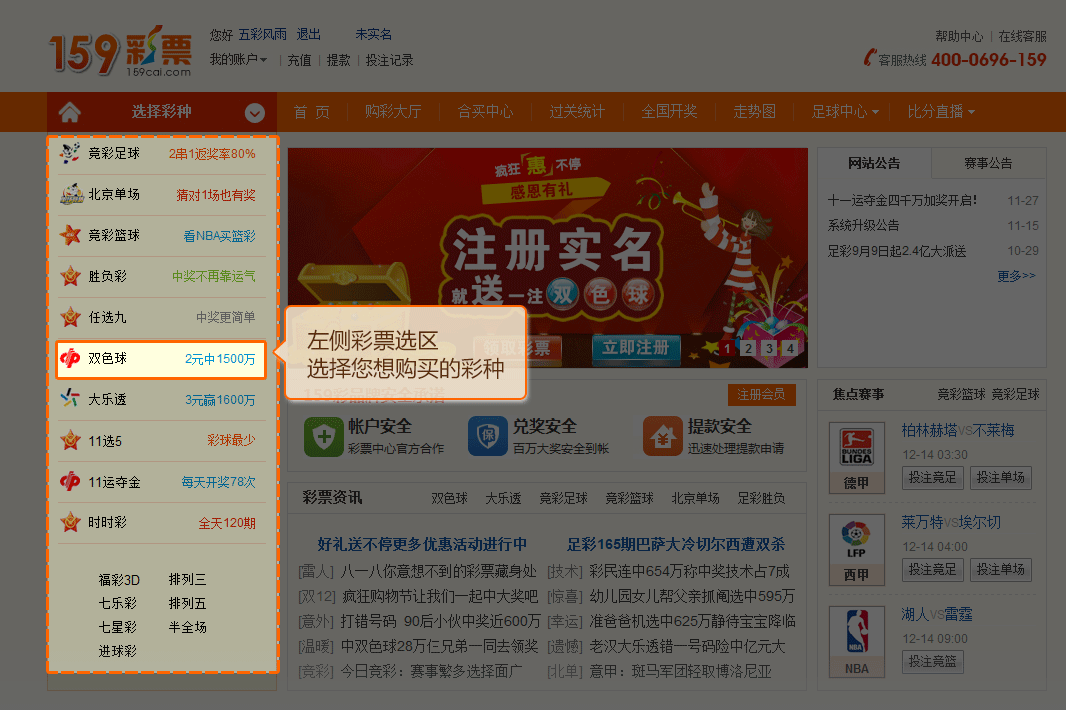 159彩票
159cai.com
您好 五彩风雨 退出 未实名
我的账户 | 充值 | 提款 | 投注记录
帮助中心 | 在线客服
客服热线 400-0696-159
选择彩种
首 页 购彩大厅 合买中心 过关统计 全国开奖 走势图 足球中心 比分直播
竞彩足球 2串1返奖率80%
北京单场 猜对1场也有奖
竞彩篮球 看NBA买篮彩
胜负彩 中奖不再靠运气
任选九 中奖更简单
双色球 2元中1500万
大乐透 3元赢1600万
11选5 彩球最少
11运夺金 每天开奖78次
时时彩 全天120期
福彩3D 排列三
七乐彩 排列五
七星彩 半全场
进球彩
疯狂“惠”不停
感恩有礼
注册实名
就送一注双色球
领取彩票 立即注册
1 2 3 4
左侧彩票选区
选择您想购买的彩种
网站公告 赛事公告
十一运夺金四千万加奖开启! 11-27
系统升级公告 11-15
足彩9月9日起2.4亿大派送 10-29
更多>>
159彩品牌安全承诺
注册会员
帐户安全
彩票中心官方合作
兑奖安全
百万大奖安全到帐
提款安全
迅速处理提款申请
彩票资讯 双色球 大乐透 竞彩足球 竞彩篮球 北京单场 足彩胜负
好礼送不停更多优惠活动进行中 足彩165期巴萨大冷切尔西遭双杀
[雷人] 八一八你意想不到的彩票藏身处 [技术] 彩民连中654万称中奖技术占7成
[双12] 疯狂购物节让我们一起中大奖吧 [惊喜] 幼儿园女儿帮父亲抓阄选中595万
[意外] 打错号码 90后小伙中奖近600万 [幸运] 准爸爸机选中625万静待宝宝降临
[温暖] 中双色球28万仨兄弟一同去领奖 [遗憾] 老汉大乐透错一号码险中亿元大
[竞彩] 今日竞彩：赛事繁多选择面广 [北单] 意甲：斑马军团轻取博洛尼亚
焦点赛事 竞彩篮球 竞彩足球
BUNDES
LIGA
德甲
柏林赫塔VS不莱梅
12-14 03:30
投注竞足 投注单场
LFP
西甲
莱万特VS埃尔切
12-14 04:00
投注竞足 投注单场
NBA
湖人VS雷霆
12-14 09:00
投注竞篮